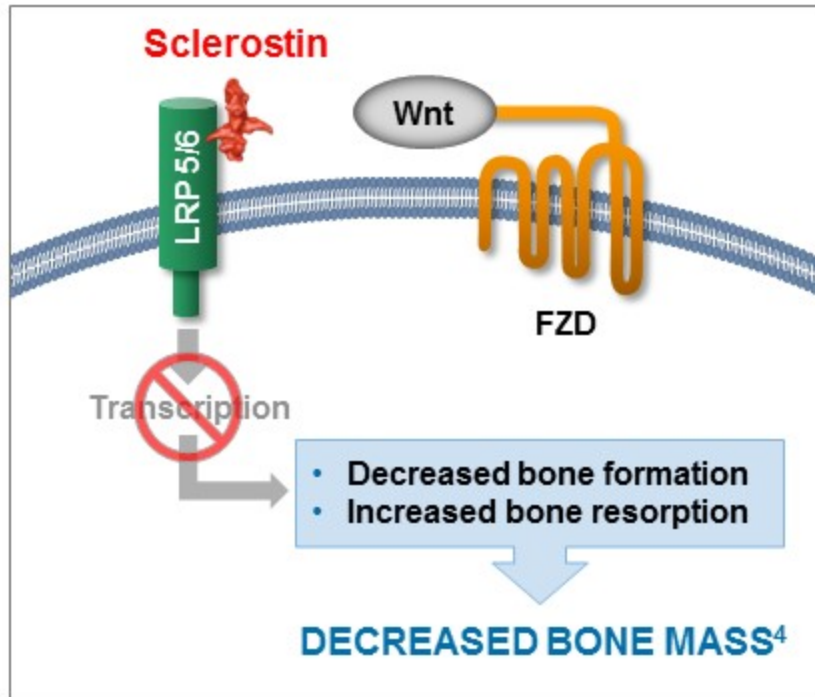 Sclerostin
LRP 5/6
Wnt
FZD
Transcription
• Decreased bone formation
• Increased bone resorption
DECREASED BONE MASS⁴